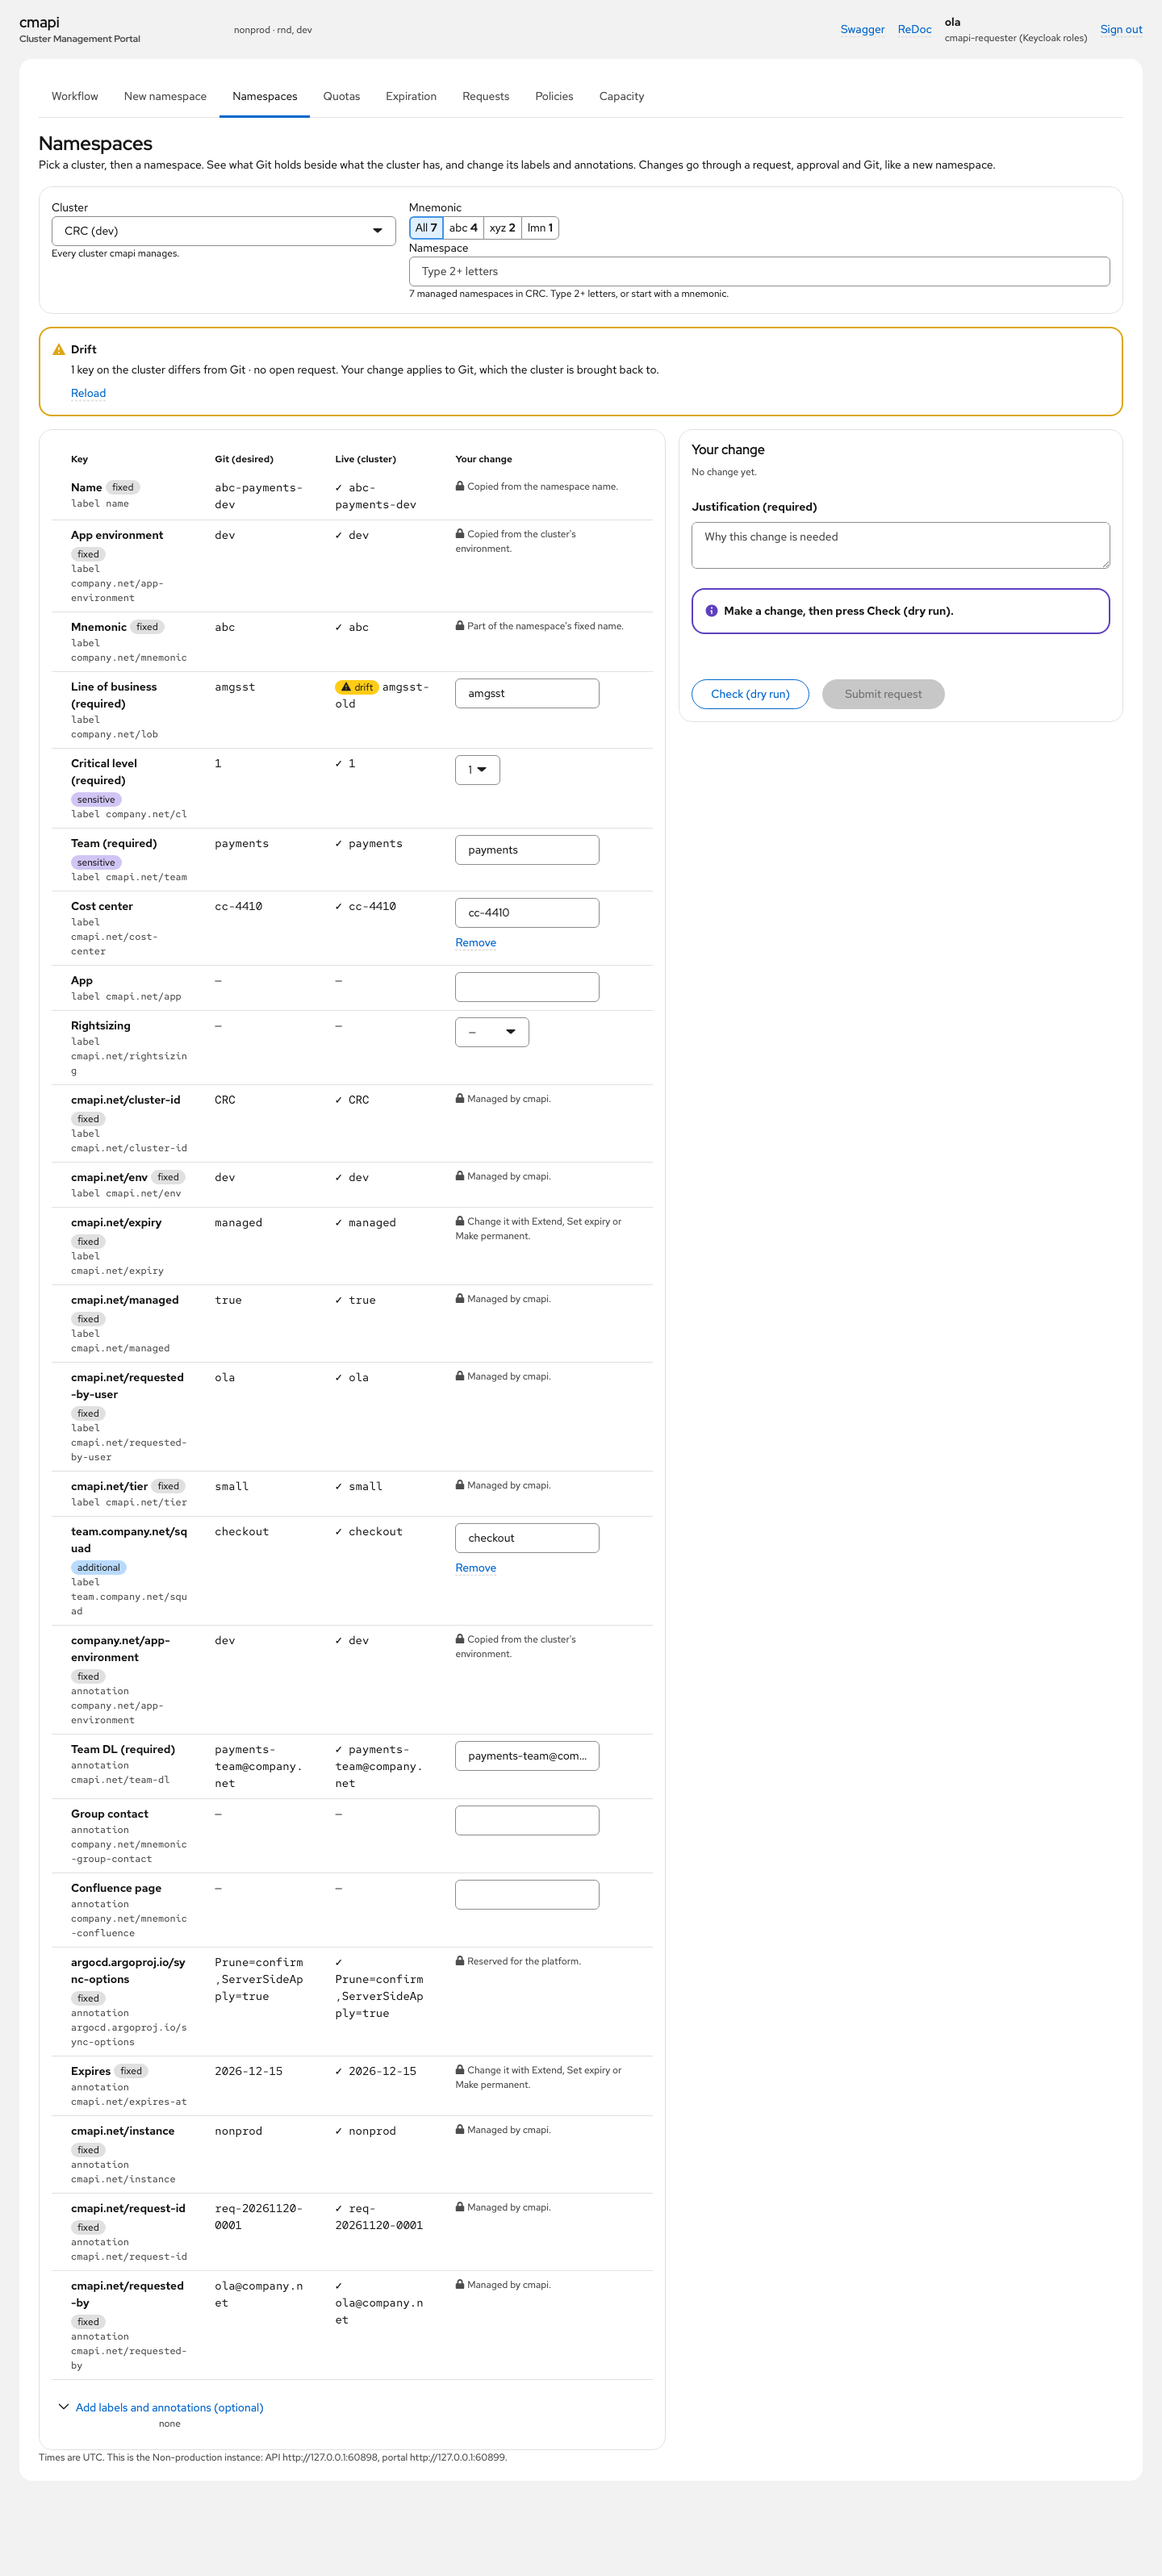 cmapi
Cluster Management Portal
nonprod · rnd, dev
Swagger
ReDoc
ola
cmapi-requester (Keycloak roles)
Sign out
Workflow
New namespace
Namespaces
Quotas
Expiration
Requests
Policies
Capacity
Namespaces
Pick a cluster, then a namespace. See what Git holds beside what the cluster has, and change its labels and annotations. Changes go through a request, approval and Git, like a new namespace.
Cluster
CRC (dev)
Every cluster cmapi manages.
Mnemonic
All 7
abc 4
xyz 2
lmn 1
Namespace
Type 2+ letters
7 managed namespaces in CRC. Type 2+ letters, or start with a mnemonic.
Drift
1 key on the cluster differs from Git · no open request. Your change applies to Git, which the cluster is brought back to.
Reload
Key
Git (desired)
Live (cluster)
Your change
Name fixed
label name
abc-payments-
dev
✓ abc-
payments-dev
Copied from the namespace name.
App environment
fixed
label
company.net/app-
environment
dev
✓ dev
Copied from the cluster's
environment.
Mnemonic fixed
label
company.net/mnemonic
abc
✓ abc
Part of the namespace's fixed name.
Line of business
(required)
label
company.net/lob
amgsst
drift amgsst-
old
amgsst
Critical level
(required)
sensitive
label company.net/cl
1
✓ 1
1
Team (required)
sensitive
label cmapi.net/team
payments
✓ payments
payments
Cost center
label
cmapi.net/cost-
center
cc-4410
✓ cc-4410
cc-4410
Remove
App
label cmapi.net/app
—
—
Rightsizing
label
cmapi.net/rightsizin
g
—
—
—
cmapi.net/cluster-id
fixed
label
cmapi.net/cluster-id
CRC
✓ CRC
Managed by cmapi.
cmapi.net/env fixed
label cmapi.net/env
dev
✓ dev
Managed by cmapi.
cmapi.net/expiry
fixed
label
cmapi.net/expiry
managed
✓ managed
Change it with Extend, Set expiry or
Make permanent.
cmapi.net/managed
fixed
label
cmapi.net/managed
true
✓ true
Managed by cmapi.
cmapi.net/requested
-by-user
fixed
label
cmapi.net/requested-
by-user
ola
✓ ola
Managed by cmapi.
cmapi.net/tier fixed
label cmapi.net/tier
small
✓ small
Managed by cmapi.
team.company.net/sq
uad
additional
label
team.company.net/squ
ad
checkout
✓ checkout
checkout
Remove
company.net/app-
environment
fixed
annotation
company.net/app-
environment
dev
✓ dev
Copied from the cluster's
environment.
Team DL (required)
annotation
cmapi.net/team-dl
payments-
team@company.
net
✓ payments-
team@company.
net
payments-team@com...
Group contact
annotation
company.net/mnemonic
-group-contact
—
—
Confluence page
annotation
company.net/mnemonic
-confluence
—
—
argocd.argoproj.io/sy
nc-options
fixed
annotation
argocd.argoproj.io/s
ync-options
Prune=confirm
,ServerSideAp
ply=true
✓
Prune=confirm
,ServerSideAp
ply=true
Reserved for the platform.
Expires fixed
annotation
cmapi.net/expires-at
2026-12-15
✓ 2026-12-15
Change it with Extend, Set expiry or
Make permanent.
cmapi.net/instance
fixed
annotation
cmapi.net/instance
nonprod
✓ nonprod
Managed by cmapi.
cmapi.net/request-id
fixed
annotation
cmapi.net/request-id
req-20261120-
0001
✓ req-
20261120-0001
Managed by cmapi.
cmapi.net/requested
-by
fixed
annotation
cmapi.net/requested-
by
ola@company.n
et
✓
ola@company.n
et
Managed by cmapi.
Add labels and annotations (optional)
none
Your change
No change yet.
Justification (required)
Why this change is needed
Make a change, then press Check (dry run).
Check (dry run)
Submit request
Times are UTC. This is the Non-production instance: API http://127.0.0.1:60898, portal http://127.0.0.1:60899.